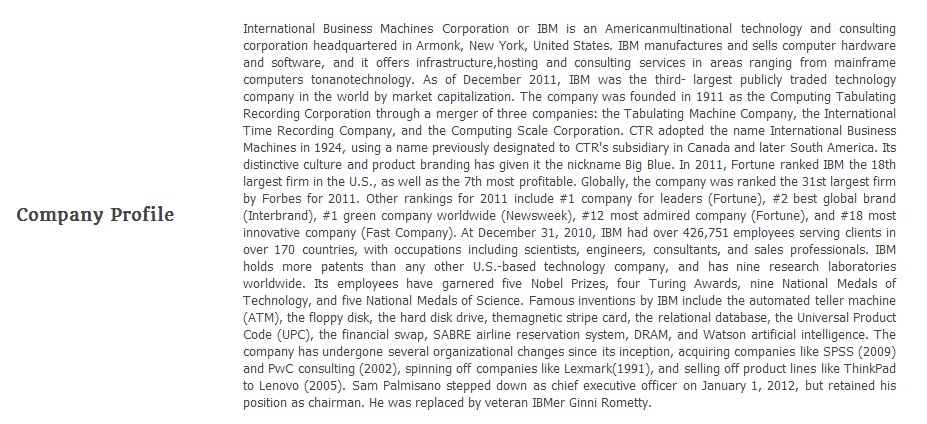 International Business Machines Corporation or IBM is an Americanmultinational technology and consulting
corporation headquartered in Armonk, New York, United States. IBM manufactures and sells computer hardware
and software, and it offers infrastructure,hosting and consulting services in areas ranging from mainframe
computers tonanotechnology. As of December 2011, IBM was the third- largest publicly traded technology
company in the world by market capitalization. The company was founded in 1911 as the Computing Tabulating
Recording Corporation through a merger of three companies: the Tabulating Machine Company, the International
Time Recording Company, and the Computing Scale Corporation. CTR adopted the name International Business
Machines in 1924, using a name previously designated to CTR's subsidiary in Canada and later South America. Its
distinctive culture and product branding has given it the nickname Big Blue. In 2011, Fortune ranked IBM the 18th
largest firm in the U.S., as well as the 7th most profitable. Globally, the company was ranked the 31st largest firm
by Forbes for 2011. Other rankings for 2011 include #1 company for leaders (Fortune), #2 best global brand
Company Profile
(Interbrand), #1 green company worldwide (Newsweek), #12 most admired company (Fortune), and #18 most
innovative company (Fast Company). At December 31, 2010, IBM had over 426,751 employees serving clients in
over 170 countries, with occupations including scientists, engineers, consultants, and sales professionals. IBM
holds more patents than any other U.S.-based technology company, and has nine research laboratories
worldwide. Its employees have garnered five Nobel Prizes, four Turing Awards, nine National Medals of
Technology, and five National Medals of Science. Famous inventions by IBM include the automated teller machine
(ATM), the floppy disk, the hard disk drive, themagnetic stripe card, the relational database, the Universal Product
Code (UPC), the financial swap, SABRE airline reservation system, DRAM, and Watson artificial intelligence. The
company has undergone several organizational changes since its inception, acquiring companies like SPSS (2009)
and PwC consulting (2002), spinning off companies like Lexmark(1991), and selling off product lines like ThinkPad
to Lenovo (2005). Sam Palmisano stepped down as chief executive officer on January 1, 2012, but retained his
position as chairman. He was replaced by veteran IBMer Ginni Rometty.